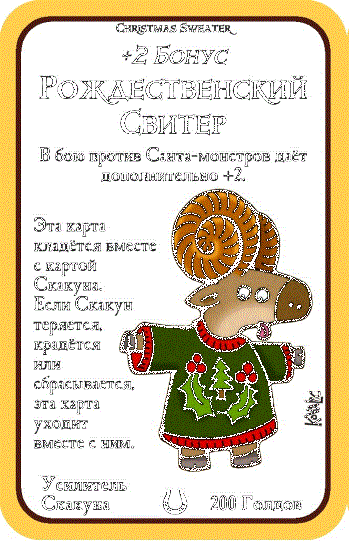 Christmas Sweater
+2 Бонус
Рождественский
Свитер
В бою против Санта-монстров даёт
дополнительно +2.
Эта карта
кладётся вместе
с картой
Скакуна.
Если Скакун
теряется,
крадётся
или
сбрасывается,
эта карта
уходит
вместе с ним.
Усилитель
Скакуна
200 Голдов